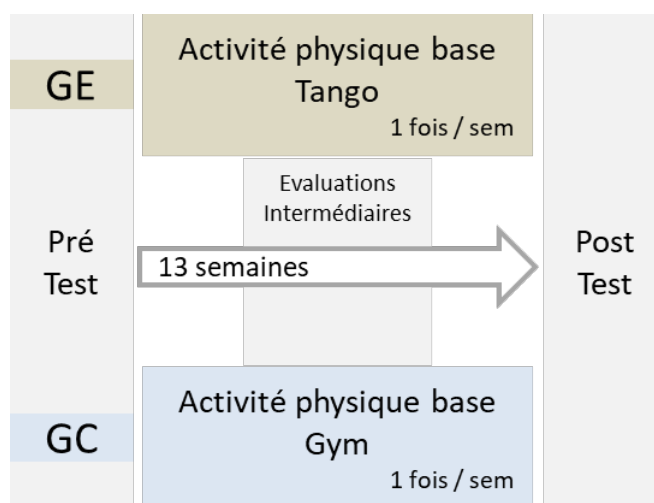 GE
Activité physique base
Tango
1 fois / sem
Evaluations
Intermédiaires
Pré
Test
13 semaines
Post
Test
GC
Activité physique base
Gym
1 fois / sem